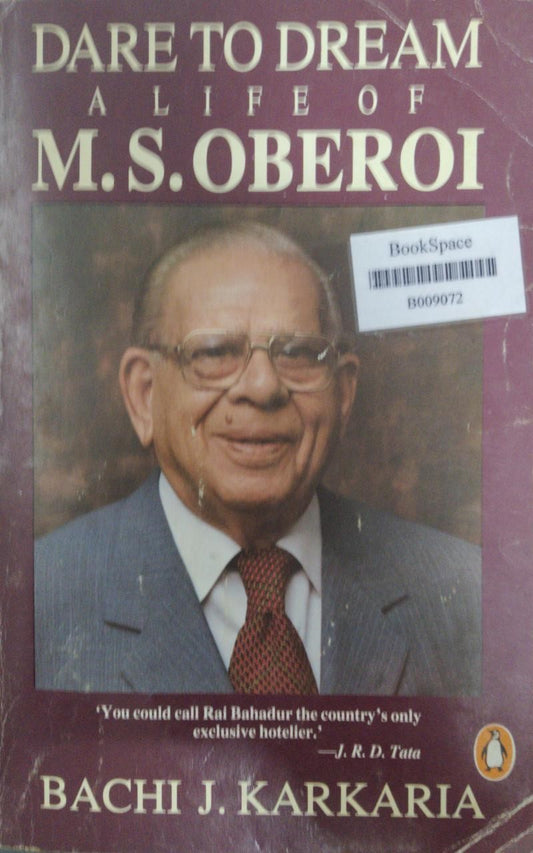 DARE TO DREAM
A LIFE OF
M.S. OBEROI
BookSpace
B009072
'You could call Rai Bahadur the country's only
exclusive hotelier.'
—J. R. D. Tata
BACHI J. KARKARIA